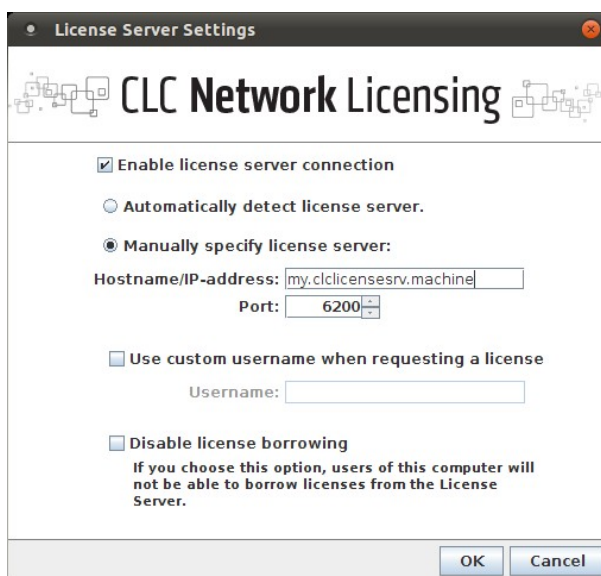 License Server Settings
CLC Network Licensing
Enable license server connection
Automatically detect license server.
Manually specify license server:
Hostname/IP-address: my.clclicensesrv.machine
Port: 6200
Use custom username when requesting a license
Username:
Disable license borrowing
If you choose this option, users of this computer will
not be able to borrow licenses from the License
Server.
OK Cancel